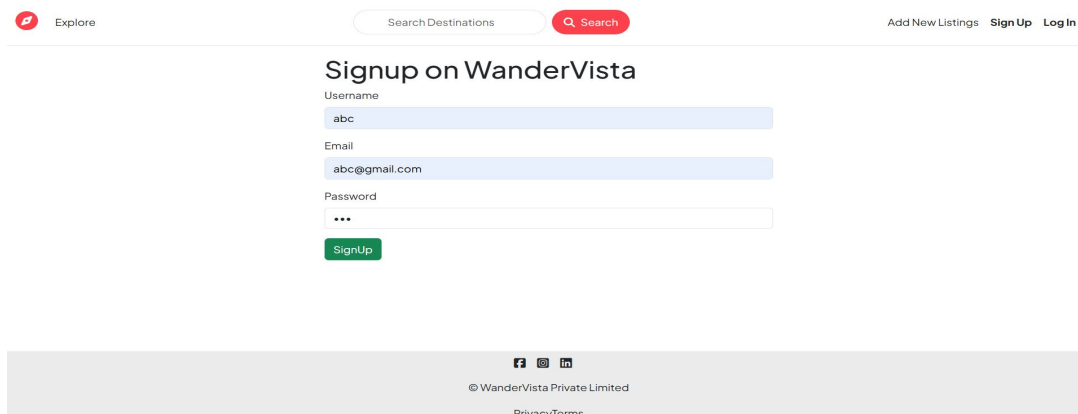 Explore Search Destinations Search Add New Listings Sign Up Log In
Signup on WanderVista
Username
abc
Email
abc@gmail.com
Password
•••
SignUp
© WanderVista Private Limited
PrivacyTerms